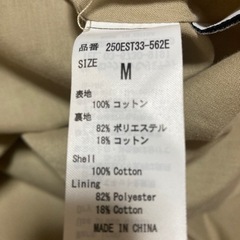 品番 250EST33-562E
SIZE
M
表地
100% コットン
裏地
82% ポリエステル
18% コットン
Shell
100% Cotton
Lining
82% Polyester
18% Cotton
MADE IN CHINA